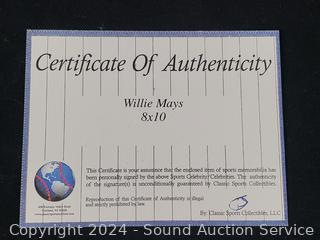 Certificate Of Authenticity
Willie Mays
8x10
This Certificate is your assurance that the enclosed item of sports memorabilia has
been personally signed by the above Sports Celebrity/Celebrities. The authenticity
of the signature(s) is unconditionally guaranteed by Classic Sports Collectibles.
Reproduction of this Certificate of Authenticity is illegal
and strictly prohibited by law.
By: Classic Sports Collectibles, LLC
Copyright 2024 - Sound Auction Service